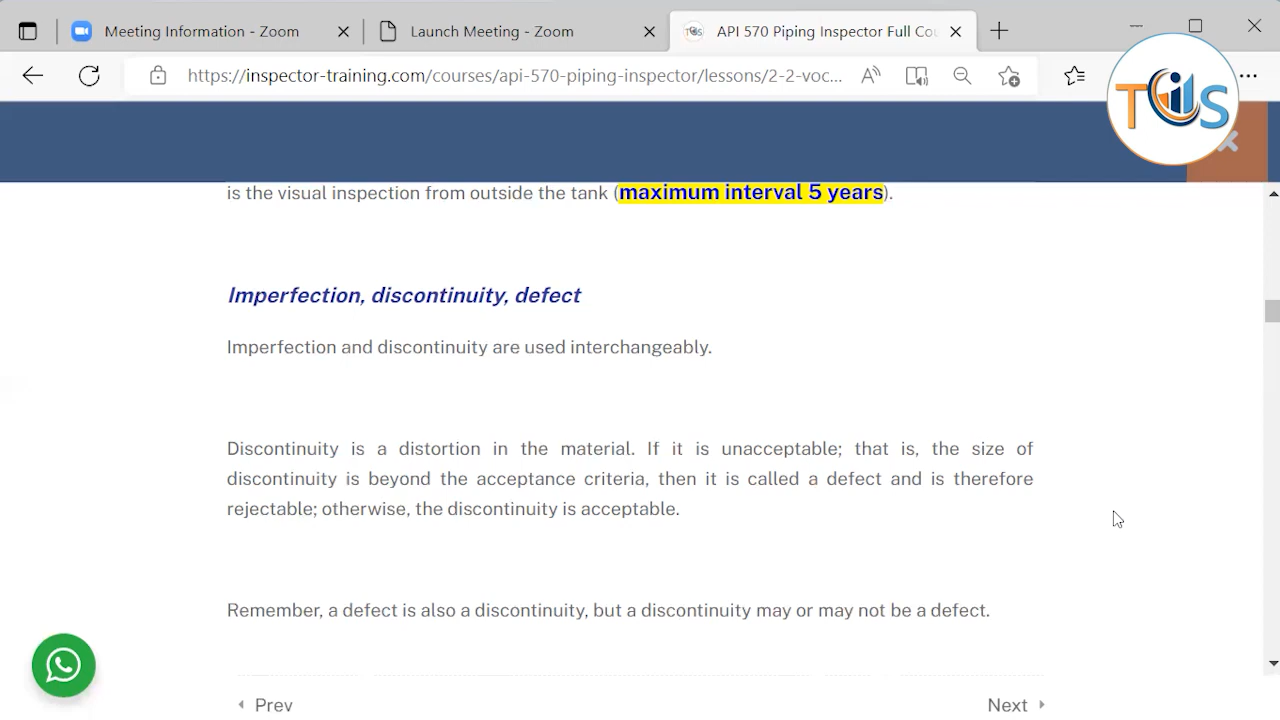 Meeting Information - Zoom
Launch Meeting - Zoom
API 570 Piping Inspector Full Cou
https://inspector-training.com/courses/api-570-piping-inspector/lessons/2-2-voc...
TIS
is the visual inspection from outside the tank (maximum interval 5 years).
Imperfection, discontinuity, defect
Imperfection and discontinuity are used interchangeably.
Discontinuity is a distortion in the material. If it is unacceptable; that is, the size of
discontinuity is beyond the acceptance criteria, then it is called a defect and is therefore
rejectable; otherwise, the discontinuity is acceptable.
Remember, a defect is also a discontinuity, but a discontinuity may or may not be a defect.
Prev
Next